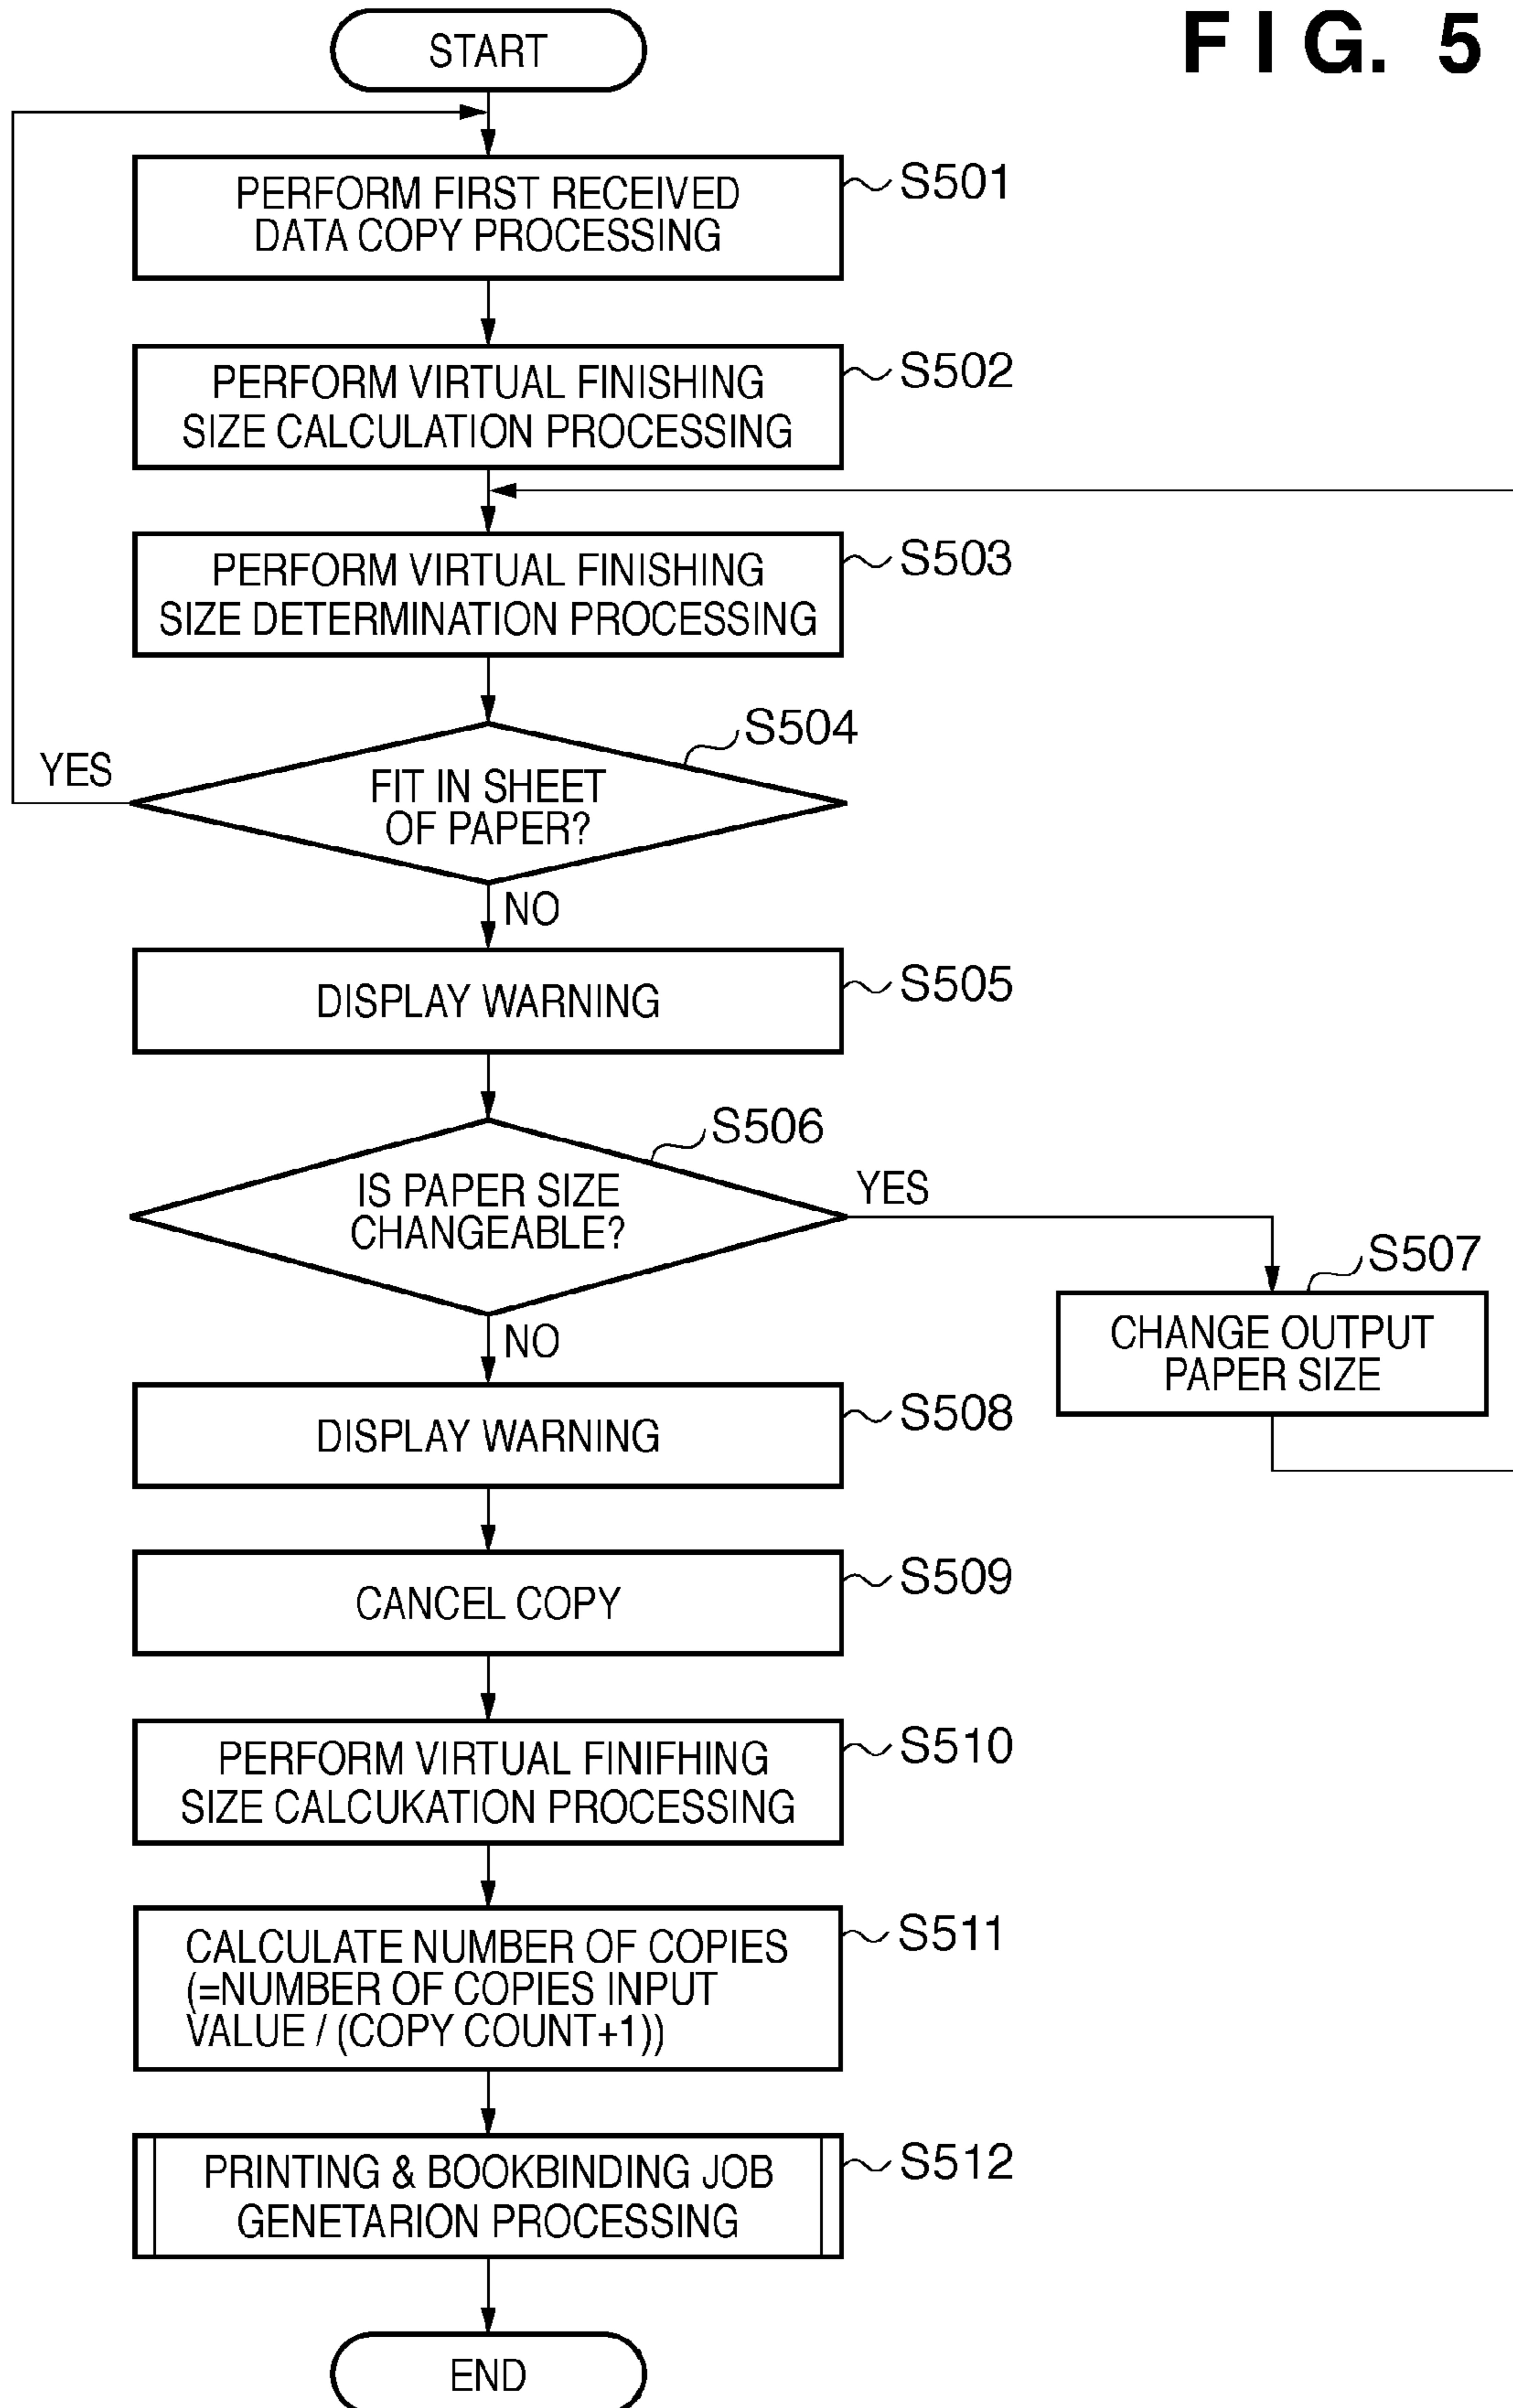 FIG. 5
START
PERFORM FIRST RECEIVED
DATA COPY PROCESSING
S501
PERFORM VIRTUAL FINISHING
SIZE CALCULATION PROCESSING
S502
PERFORM VIRTUAL FINISHING
SIZE DETERMINATION PROCESSING
S503
S504
YES
FIT IN SHEET
OF PAPER?
NO
DISPLAY WARNING
S505
S506
IS PAPER SIZE
CHANGEABLE?
YES
S507
CHANGE OUTPUT
PAPER SIZE
NO
DISPLAY WARNING
S508
CANCEL COPY
S509
PERFORM VIRTUAL FINIFHING
SIZE CALCUKATION PROCESSING
S510
CALCULATE NUMBER OF COPIES
(=NUMBER OF COPIES INPUT
VALUE / (COPY COUNT+1))
S511
PRINTING & BOOKBINDING JOB
GENETARION PROCESSING
S512
END